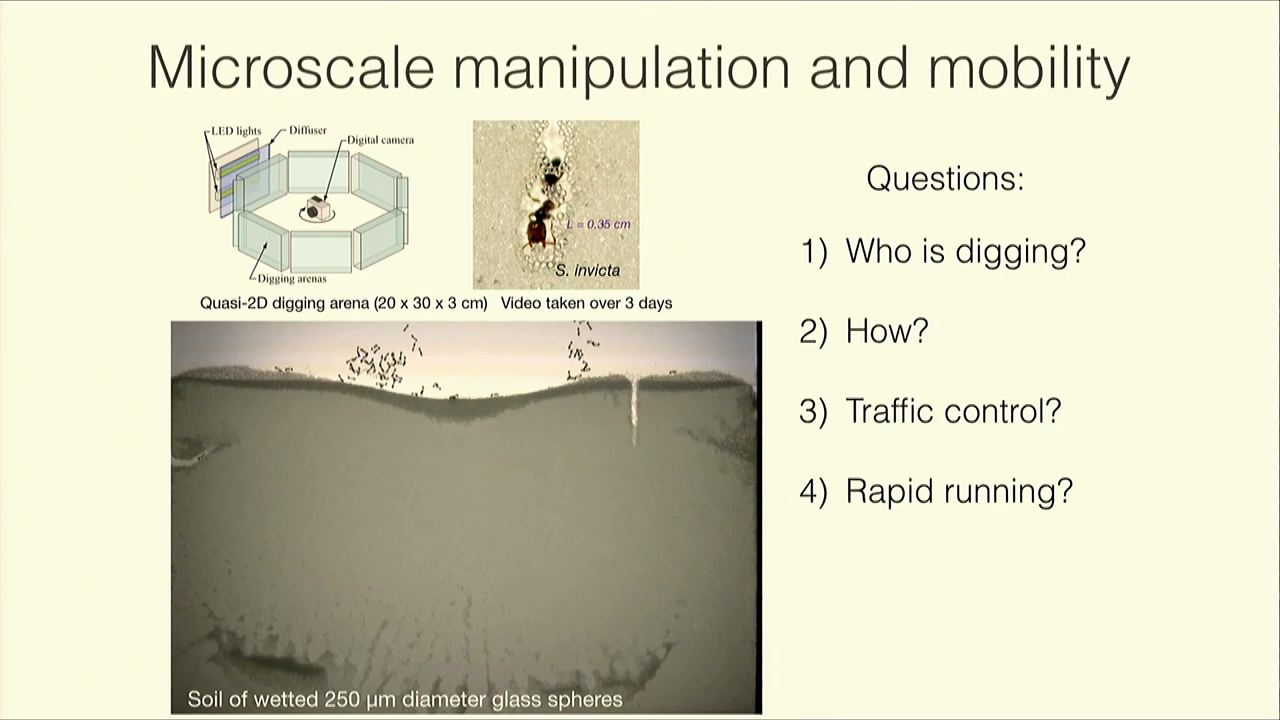 Microscale manipulation and mobility
LED lights
Diffuser
Digital camera
Digging arenas
L = 0.35 cm
S. invicta
Quasi-2D digging arena (20 x 30 x 3 cm)
Video taken over 3 days
Soil of wetted 250 μm diameter glass spheres
Questions:
1) Who is digging?
2) How?
3) Traffic control?
4) Rapid running?